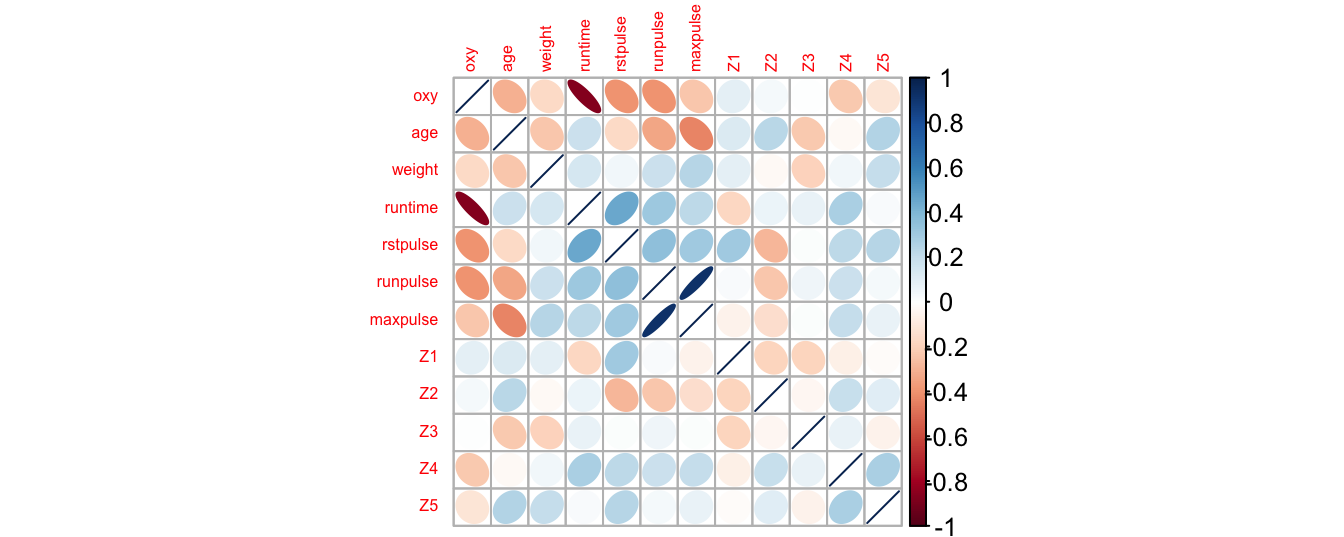 oxy age weight runtime rstpulse runpulse maxpulse Z1 Z2 Z3 Z4 Z5
oxy
age
weight
runtime
rstpulse
runpulse
maxpulse
Z1
Z2
Z3
Z4
Z5
1
0.8
0.6
0.4
0.2
0
-0.2
-0.4
-0.6
-0.8
-1